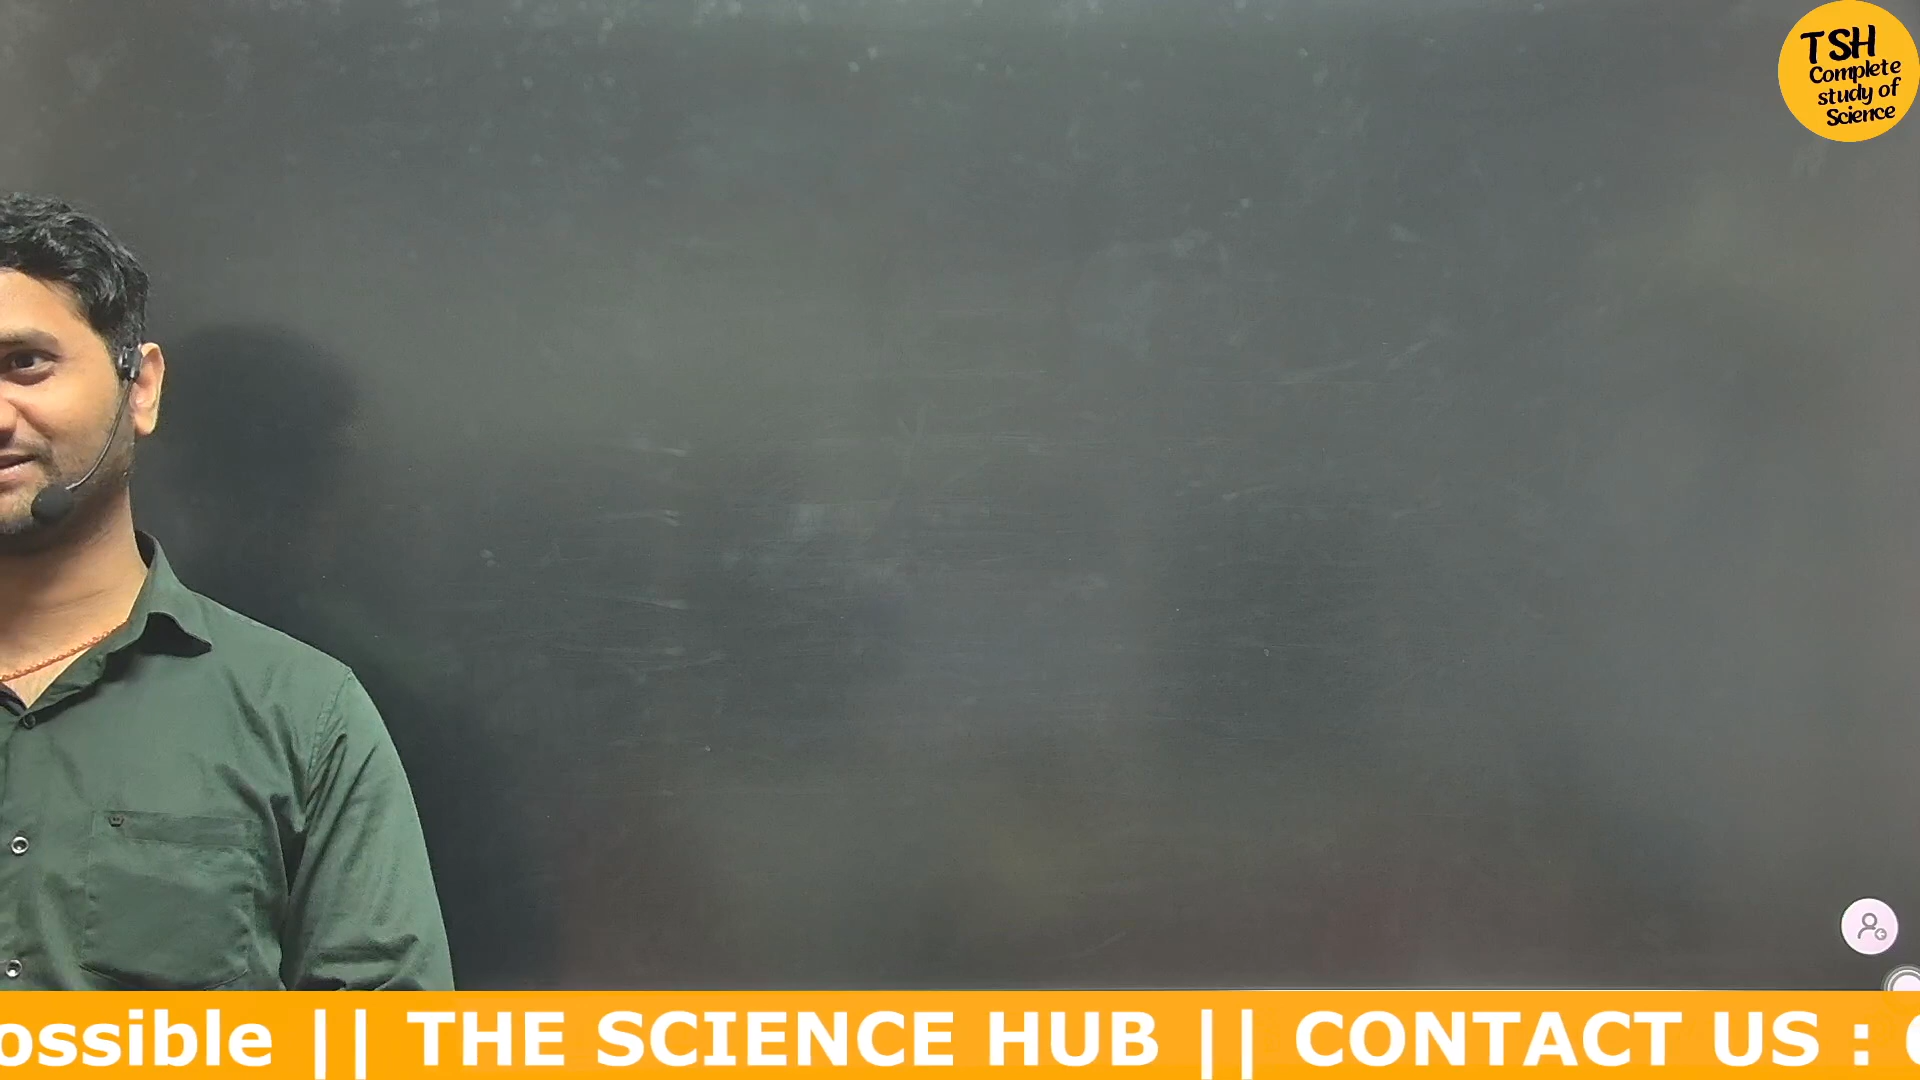 TSH
Complete
study of
Science
ossible || THE SCIENCE HUB || CONTACT US :